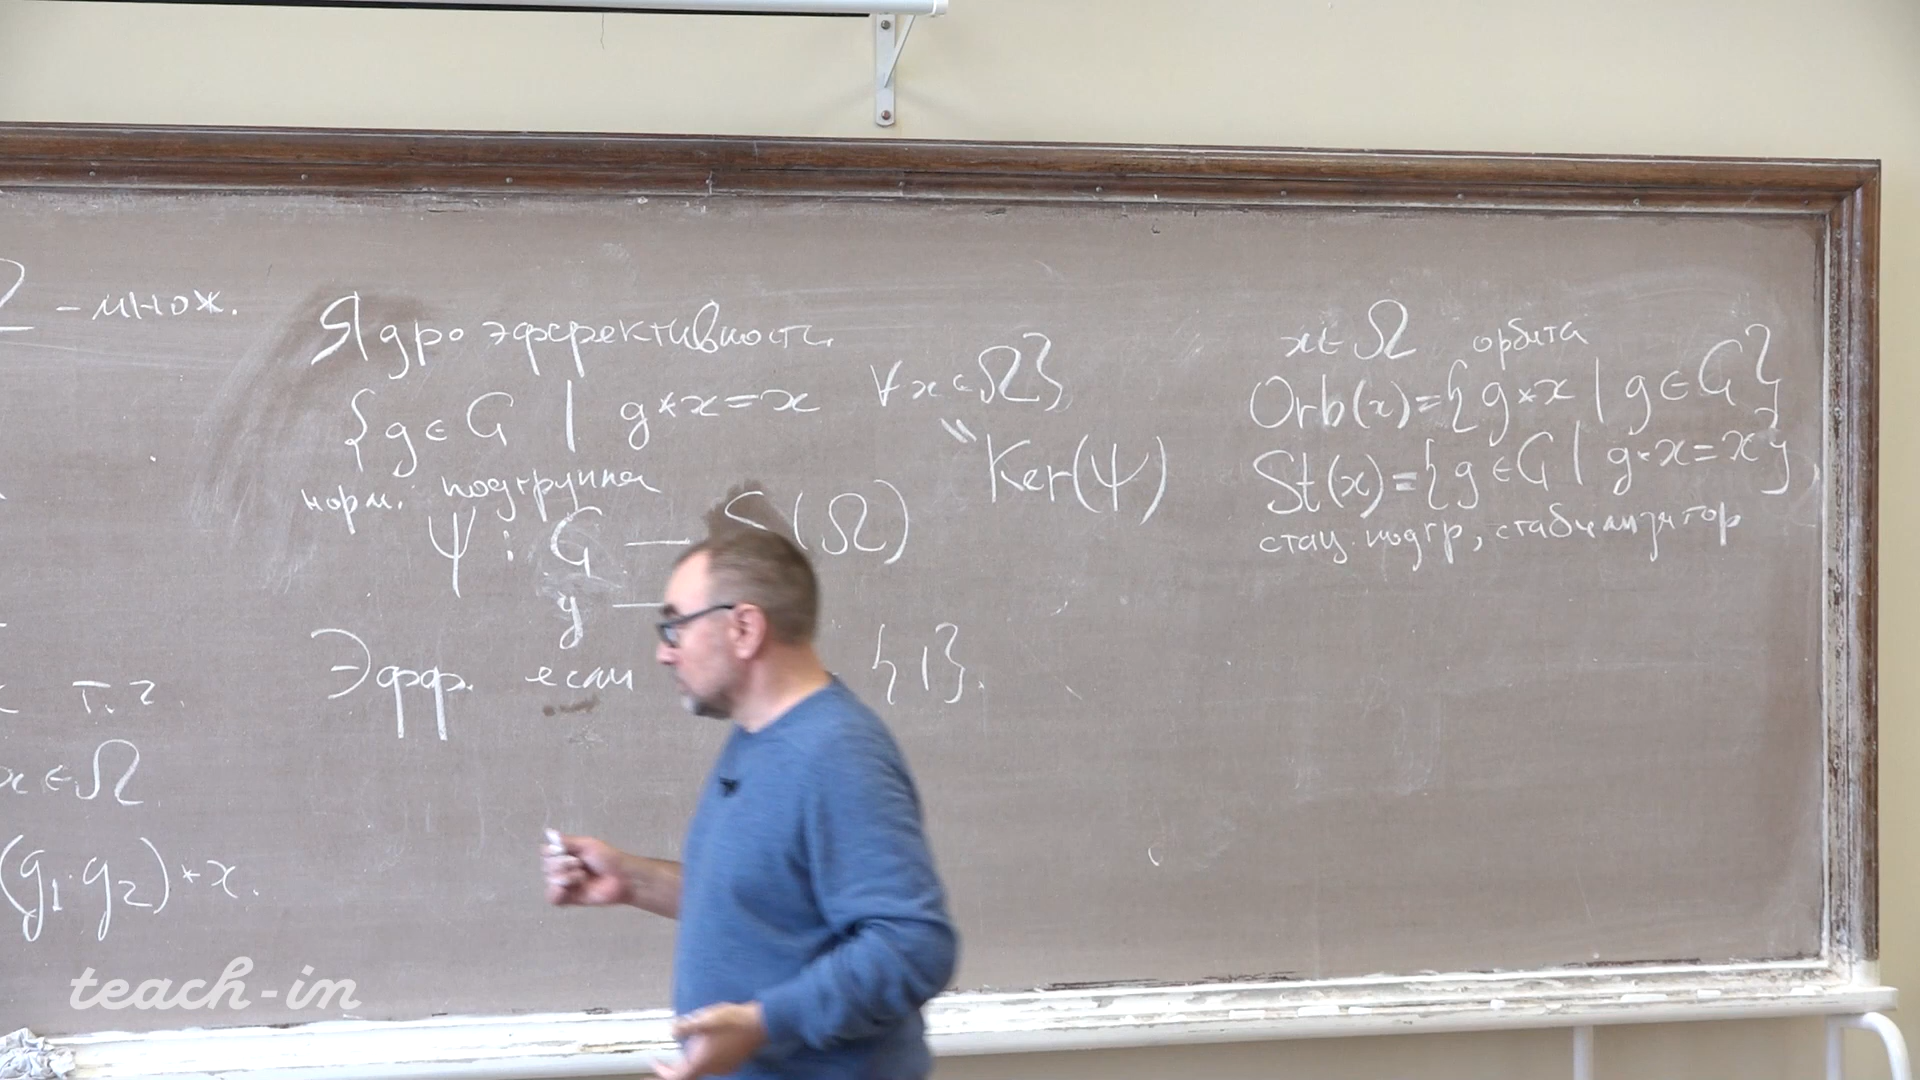 Ω - множ.
т.г.
x ∈ Ω
(g₁·g₂)*x.
Ядро эффективности
{g ∈ G | g*x=x ∀x ∈ Ω}
норм. подгруппа
" Ker(ψ)
ψ : G — S(Ω)
g —
Эфф. если {1}.
x ∈ Ω орбита
Orb(x)={g*x | g ∈ G}
St(x)={g ∈ G | g*x=x},
стац. подгр, стабилизатор
teach-in